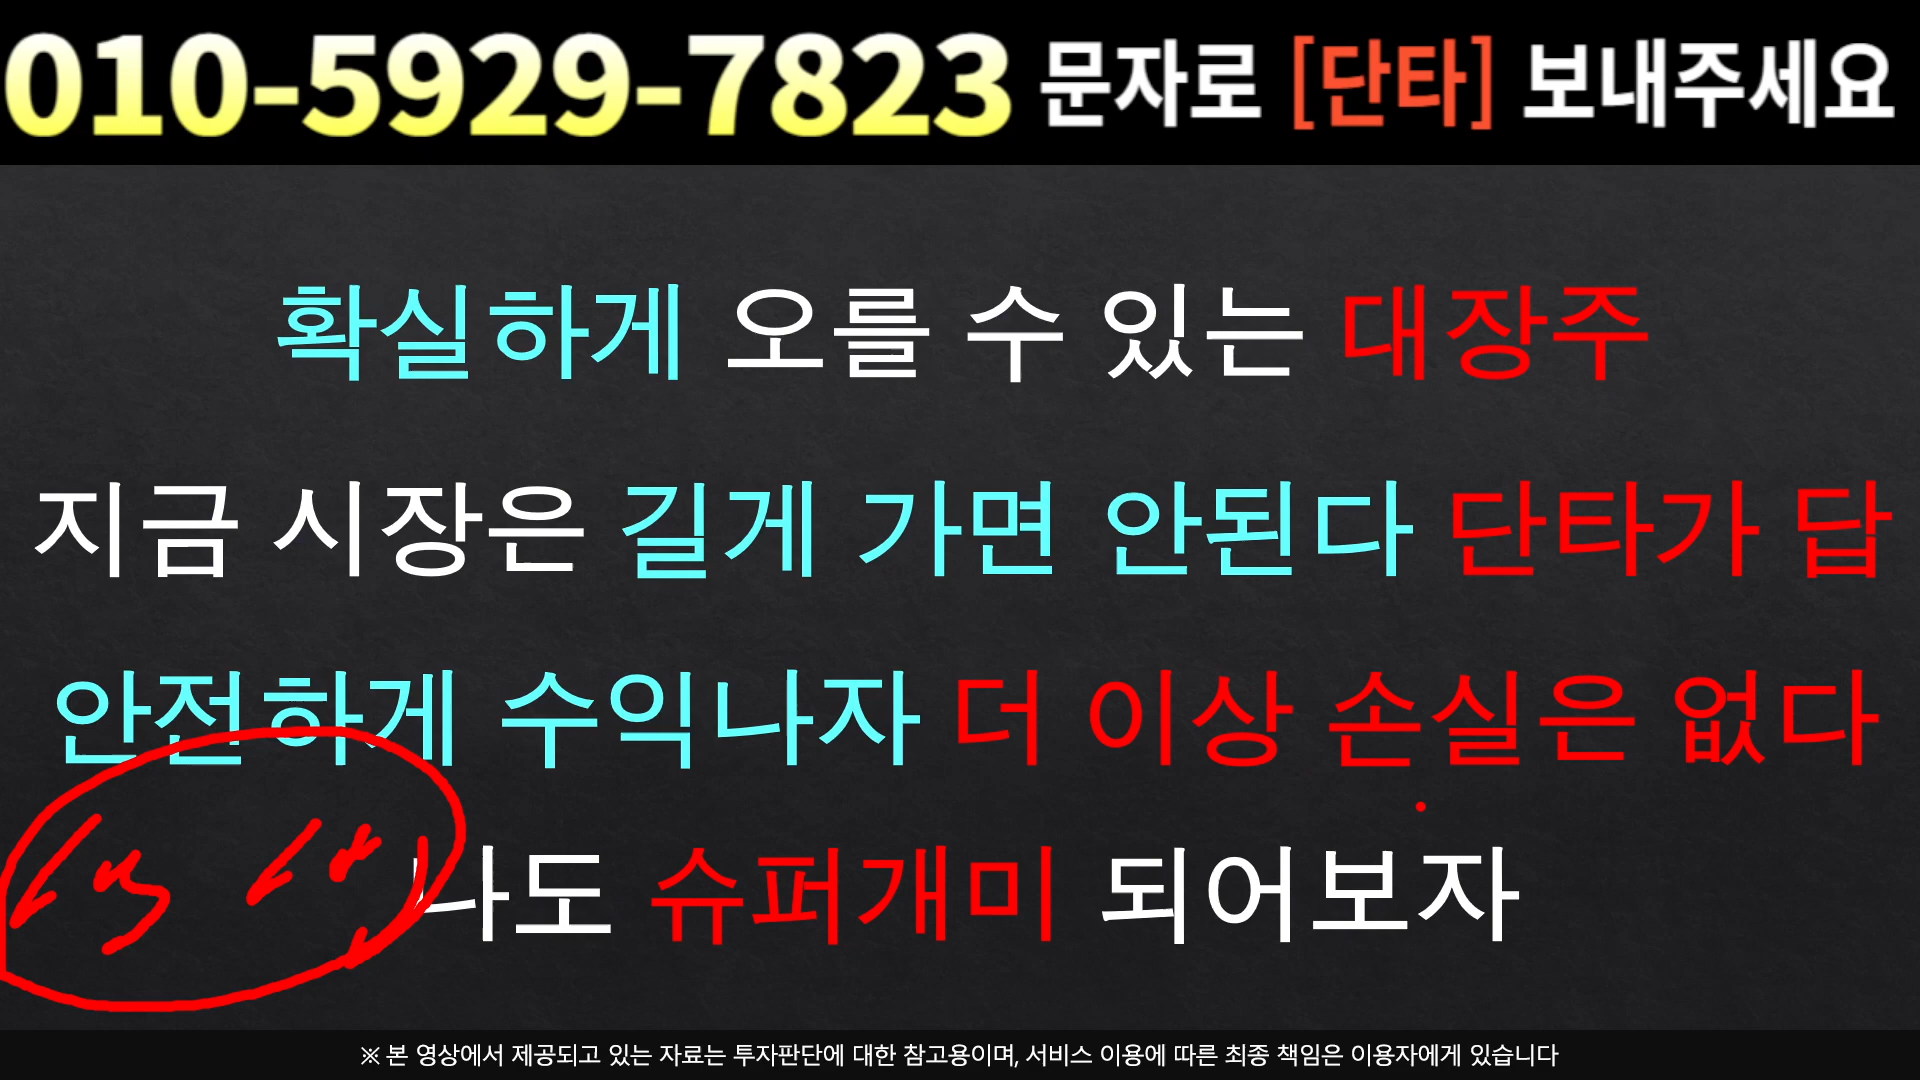 010-5929-7823 문자로 [단타] 보내주세요
확실하게 오를 수 있는 대장주
지금 시장은 길게 가면 안된다 단타가 답
안전하게 수익나자 더 이상 손실은 없다
나도 슈퍼개미 되어보자
※ 본 영상에서 제공되고 있는 자료는 투자판단에 대한 참고용이며, 서비스 이용에 따른 최종 책임은 이용자에게 있습니다